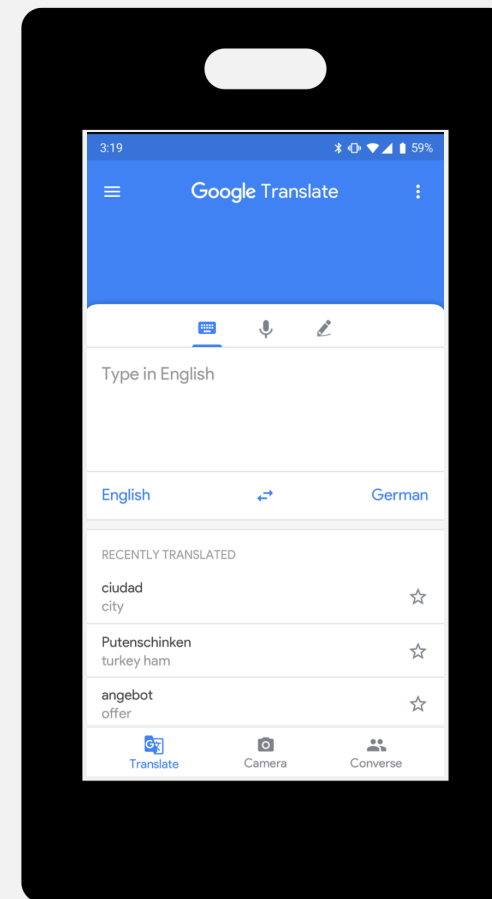 3:19 59%
Google Translate
Type in English
English German
RECENTLY TRANSLATED
ciudad
city
Putenschinken
turkey ham
angebot
offer
Translate Camera Converse